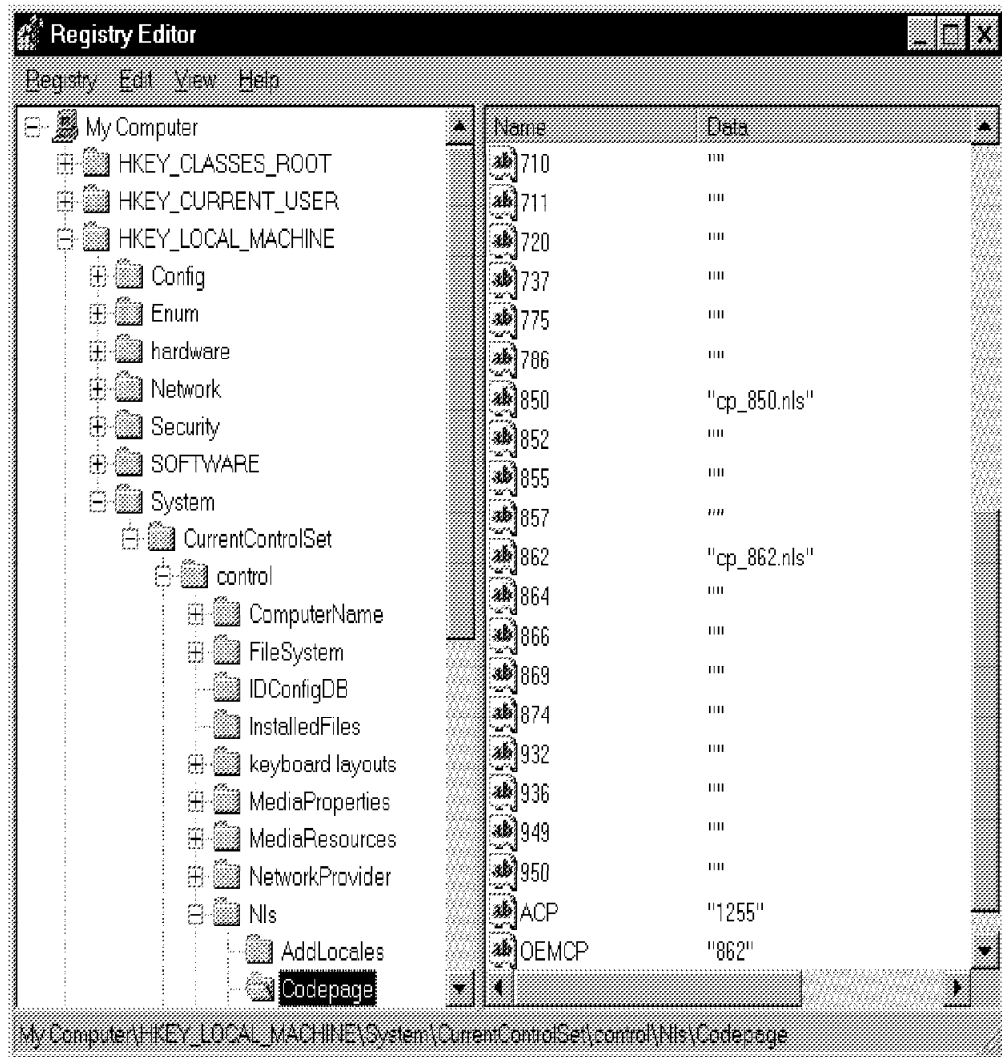 Registry Editor
Registry Edit View Help
My Computer
HKEY_CLASSES_ROOT
HKEY_CURRENT_USER
HKEY_LOCAL_MACHINE
Config
Enum
hardware
Network
Security
SOFTWARE
System
CurrentControlSet
control
ComputerName
FileSystem
IDConfigDB
InstalledFiles
keyboard layouts
MediaProperties
MediaResources
NetworkProvider
Nls
AddLocales
Codepage
Name Data
710 ""
711 ""
720 ""
737 ""
775 ""
786 ""
850 "cp_850.nls"
852 ""
855 ""
857 ""
862 "cp_862.nls"
864 ""
866 ""
869 ""
874 ""
932 ""
936 ""
949 ""
950 ""
ACP "1255"
OEMCP "862"
My Computer\HKEY_LOCAL_MACHINE\System\CurrentControlSet\control\Nls\Codepage